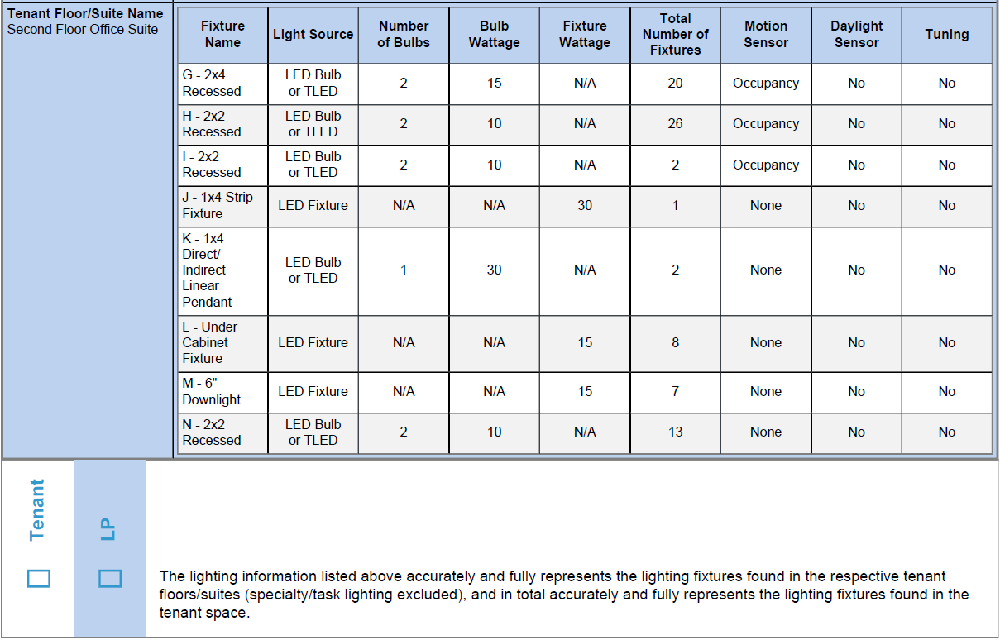 Tenant Floor/Suite Name
Second Floor Office Suite
Fixture Name | Light Source | Number of Bulbs | Bulb Wattage | Fixture Wattage | Total Number of Fixtures | Motion Sensor | Daylight Sensor | Tuning
G - 2x4 Recessed | LED Bulb or TLED | 2 | 15 | N/A | 20 | Occupancy | No | No
H - 2x2 Recessed | LED Bulb or TLED | 2 | 10 | N/A | 26 | Occupancy | No | No
I - 2x2 Recessed | LED Bulb or TLED | 2 | 10 | N/A | 2 | Occupancy | No | No
J - 1x4 Strip Fixture | LED Fixture | N/A | N/A | 30 | 1 | None | No | No
K - 1x4 Direct/ Indirect Linear Pendant | LED Bulb or TLED | 1 | 30 | N/A | 2 | None | No | No
L - Under Cabinet Fixture | LED Fixture | N/A | N/A | 15 | 8 | None | No | No
M - 6" Downlight | LED Fixture | N/A | N/A | 15 | 7 | None | No | No
N - 2x2 Recessed | LED Bulb or TLED | 2 | 10 | N/A | 13 | None | No | No
Tenant
LP
The lighting information listed above accurately and fully represents the lighting fixtures found in the respective tenant
floors/suites (specialty/task lighting excluded), and in total accurately and fully represents the lighting fixtures found in the
tenant space.